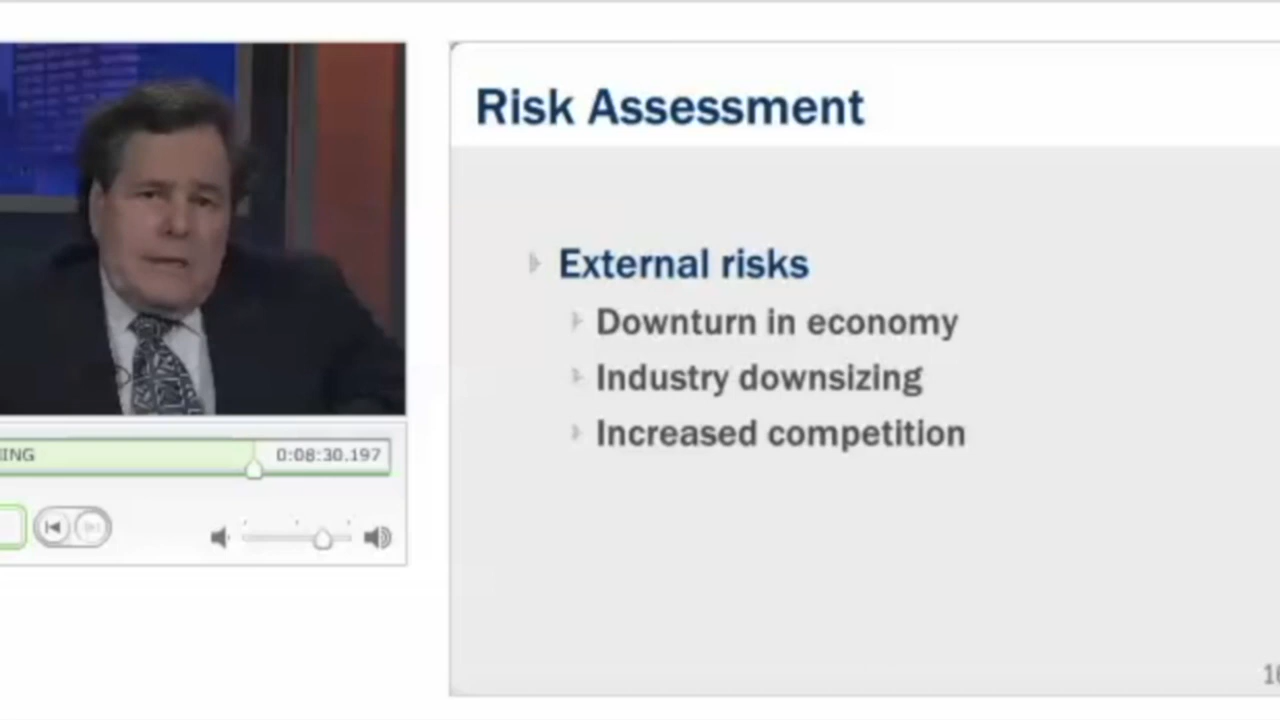 Risk Assessment
External risks
Downturn in economy
Industry downsizing
Increased competition
ING
0:08:30.197